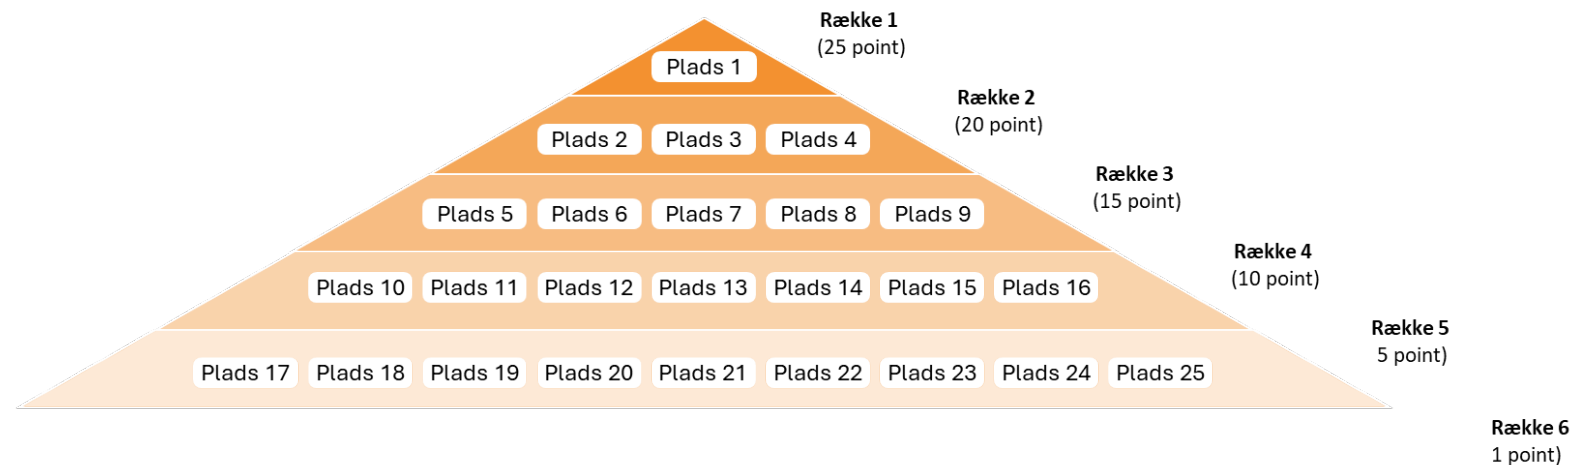 Række 1
(25 point)
Plads 1
Række 2
(20 point)
Plads 2 Plads 3 Plads 4
Række 3
(15 point)
Plads 5 Plads 6 Plads 7 Plads 8 Plads 9
Række 4
(10 point)
Plads 10 Plads 11 Plads 12 Plads 13 Plads 14 Plads 15 Plads 16
Række 5
5 point)
Plads 17 Plads 18 Plads 19 Plads 20 Plads 21 Plads 22 Plads 23 Plads 24 Plads 25
Række 6
1 point)